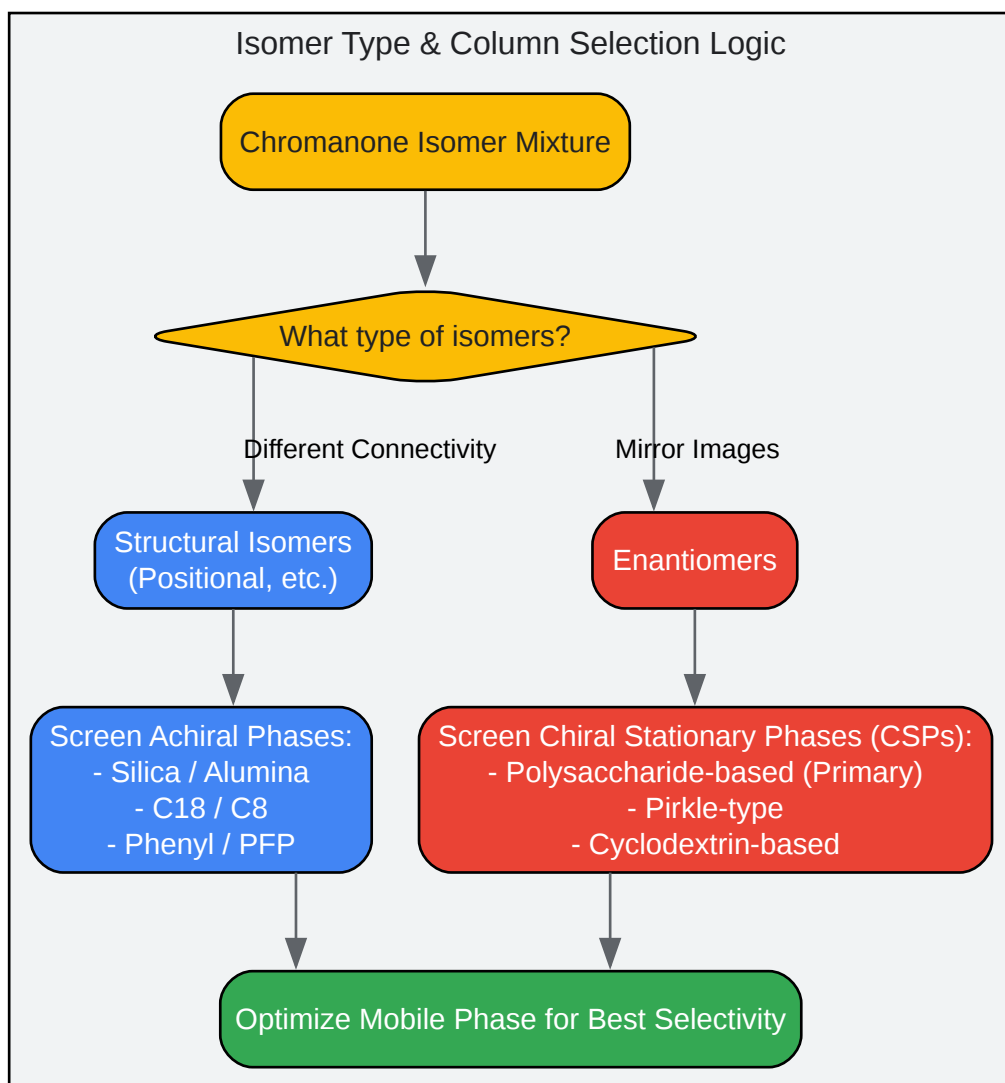 Isomer Type & Column Selection Logic
Chromanone Isomer Mixture
What type of isomers?
Different Connectivity
Mirror Images
Structural Isomers
(Positional, etc.)
Enantiomers
Screen Achiral Phases:
- Silica / Alumina
- C18 / C8
- Phenyl / PFP
Screen Chiral Stationary Phases (CSPs):
- Polysaccharide-based (Primary)
- Pirkle-type
- Cyclodextrin-based
Optimize Mobile Phase for Best Selectivity